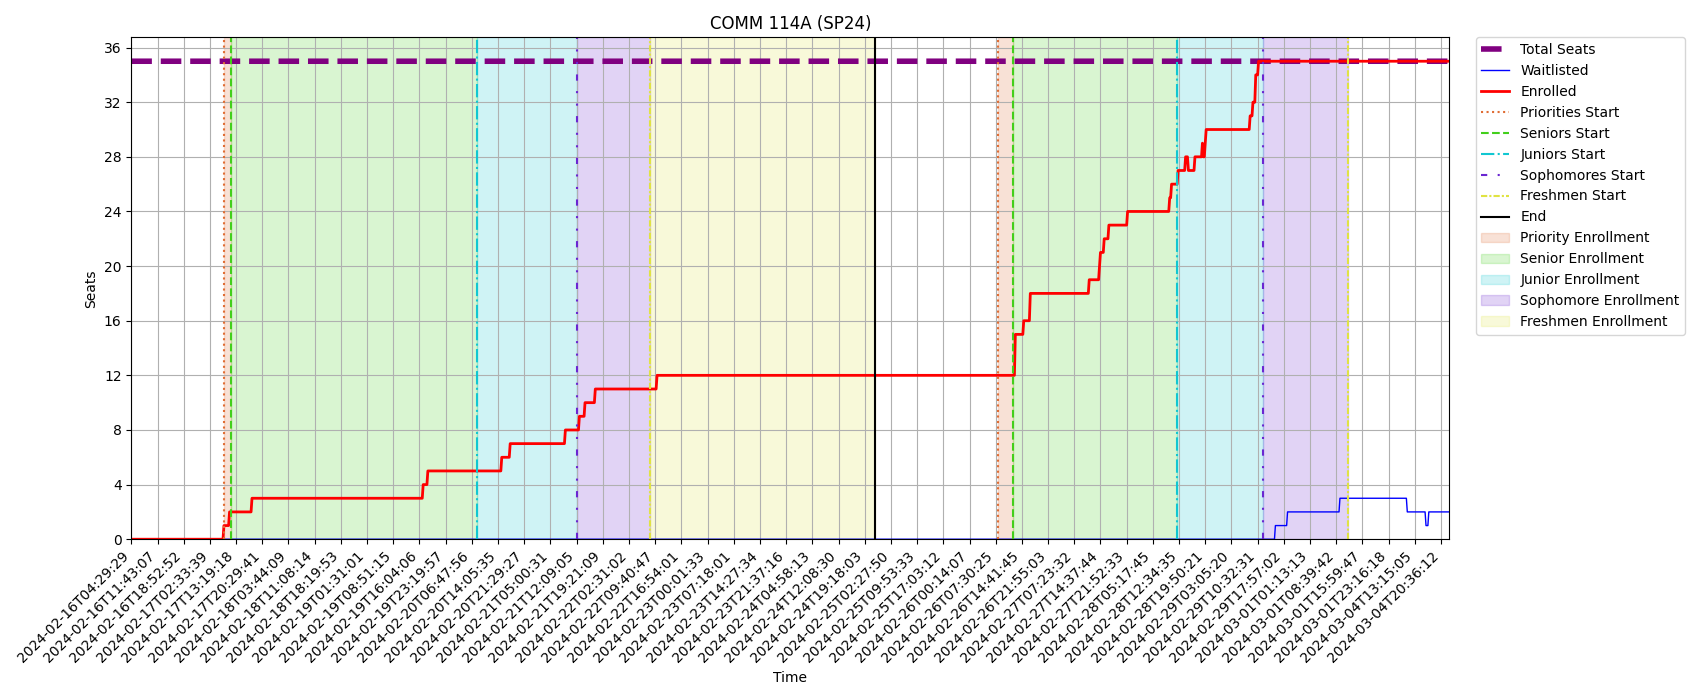 COMM 114A (SP24)
Seats
36
32
28
24
20
16
12
8
4
0
2024-02-16T04:29:29
2024-02-16T11:43:07
2024-02-16T18:52:52
2024-02-17T02:33:39
2024-02-17T13:19:18
2024-02-17T20:29:41
2024-02-18T03:44:09
2024-02-18T11:08:14
2024-02-18T18:19:53
2024-02-19T01:31:01
2024-02-19T08:51:15
2024-02-19T16:04:06
2024-02-19T23:19:57
2024-02-20T06:47:56
2024-02-20T14:05:35
2024-02-20T21:29:27
2024-02-21T05:00:31
2024-02-21T12:09:05
2024-02-21T19:21:09
2024-02-22T02:31:02
2024-02-22T09:40:47
2024-02-22T16:54:01
2024-02-23T00:01:33
2024-02-23T07:18:01
2024-02-23T14:27:34
2024-02-23T21:37:16
2024-02-24T04:58:13
2024-02-24T12:08:30
2024-02-24T19:18:03
2024-02-25T02:27:50
2024-02-25T09:53:33
2024-02-25T17:03:12
2024-02-26T00:14:07
2024-02-26T07:30:25
2024-02-26T14:41:45
2024-02-26T21:55:03
2024-02-27T07:23:32
2024-02-27T14:37:44
2024-02-27T21:52:33
2024-02-28T05:17:45
2024-02-28T12:34:35
2024-02-28T19:50:21
2024-02-29T03:05:20
2024-02-29T10:32:31
2024-02-29T17:57:02
2024-03-01T01:13:13
2024-03-01T08:39:42
2024-03-01T15:59:47
2024-03-01T23:16:18
2024-03-04T13:15:05
2024-03-04T20:36:12
Time
Total Seats
Waitlisted
Enrolled
Priorities Start
Seniors Start
Juniors Start
Sophomores Start
Freshmen Start
End
Priority Enrollment
Senior Enrollment
Junior Enrollment
Sophomore Enrollment
Freshmen Enrollment